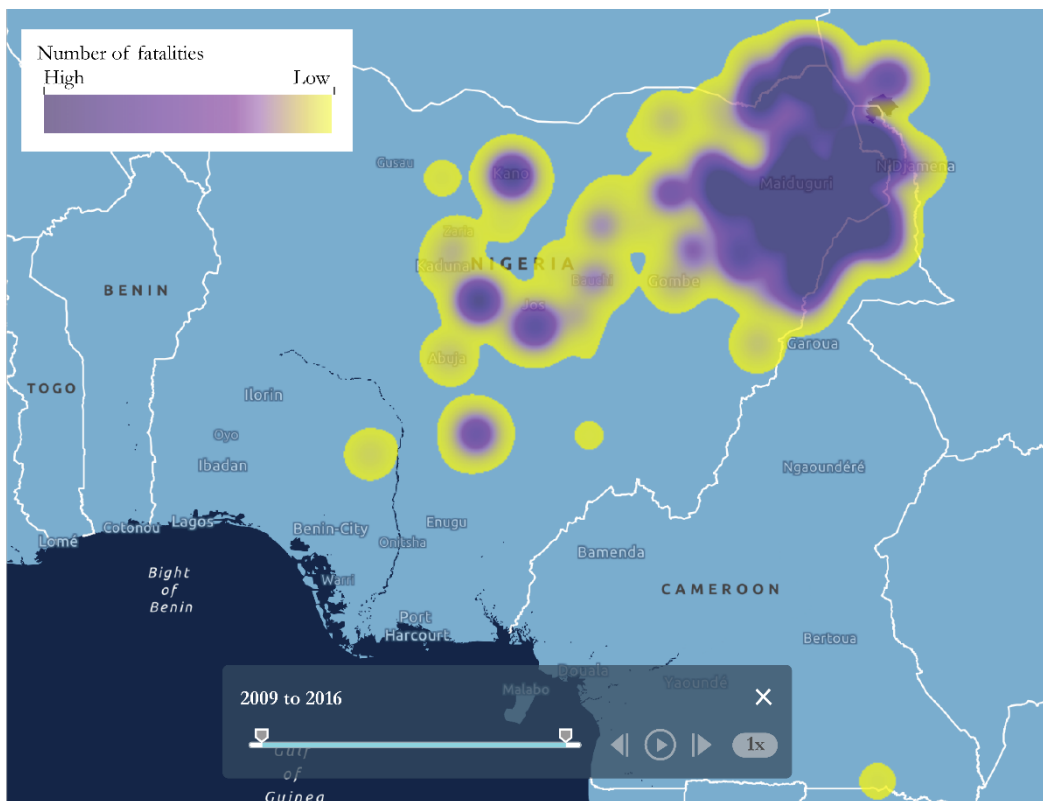 Number of fatalities
High Low
Gusau
Kano
N'Djamena
Maiduguri
Zaria
Kaduna
NIGERIA
Bauchi
Gombe
BENIN
Jos
Abuja
Garoua
TOGO
Ilorin
Oyo
Ibadan
Ngaoundéré
Lomé
Cotonou
Lagos
Benin-City
Enugu
Onitsha
Bamenda
Bight
of
Benin
Warri
CAMEROON
Port
Harcourt
Bertoua
Douala
Yaoundé
Malabo
2009 to 2016
1x
Gulf
of
Guinea